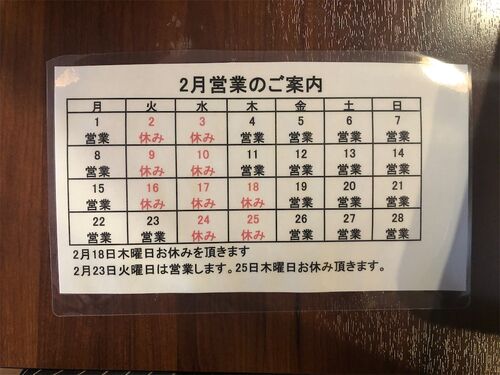 2月営業のご案内
月 火 水 木 金 土 日
1 2 3 4 5 6 7
営業 休み 休み 営業 営業 営業 営業
8 9 10 11 12 13 14
営業 休み 休み 営業 営業 営業 営業
15 16 17 18 19 20 21
営業 休み 休み 休み 営業 営業 営業
22 23 24 25 26 27 28
営業 営業 休み 休み 営業 営業 営業
2月18日木曜日お休みを頂きます
2月23日火曜日は営業します。25日木曜日お休み頂きます。